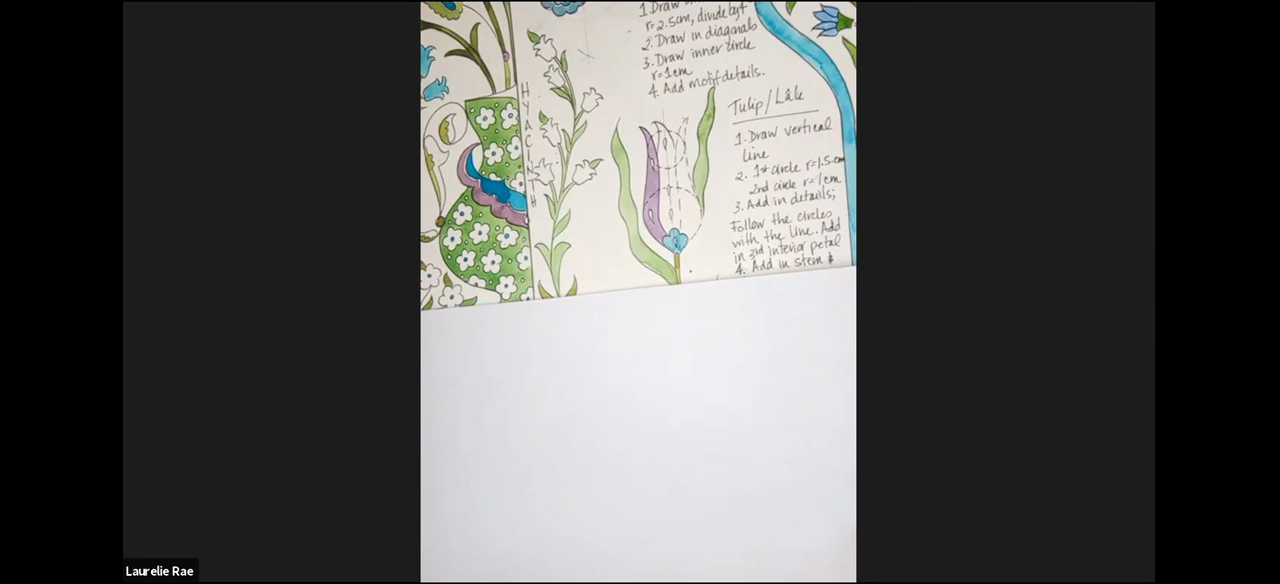 1. Draw
r=2.5cm, divide by
2. Draw in diagonals
3. Draw inner circle
r=1cm
4. Add motif details.
HYACINTH
Tulip/Lâle
1. Draw vertical
line
2. 1st circle r=1.5cm
2nd circle r=1cm
3. Add in details;
Follow the circles
with the line. Add
in 3rd interior petal
4. Add in stem &
Laurelie Rae